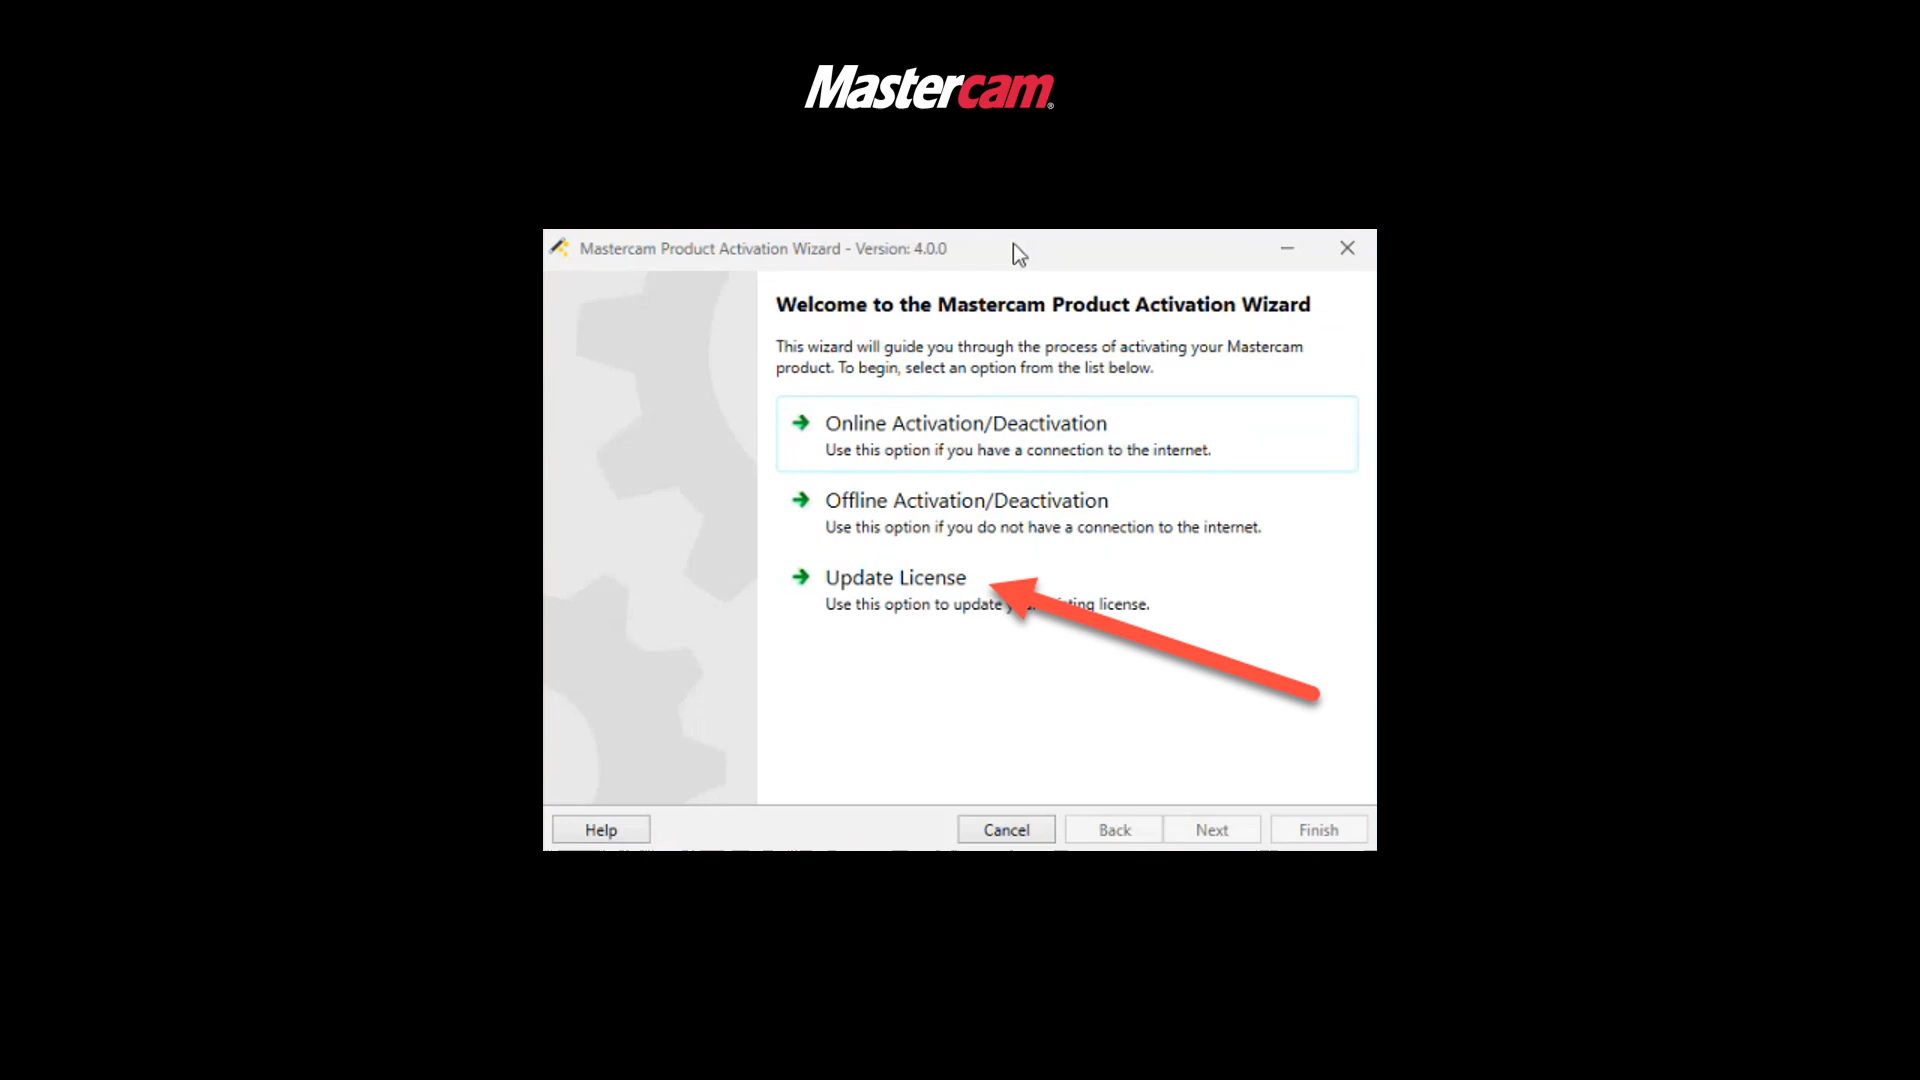 Mastercam®
Mastercam Product Activation Wizard - Version: 4.0.0
Welcome to the Mastercam Product Activation Wizard
This wizard will guide you through the process of activating your Mastercam
product. To begin, select an option from the list below.
Online Activation/Deactivation
Use this option if you have a connection to the internet.
Offline Activation/Deactivation
Use this option if you do not have a connection to the internet.
Update License
Use this option to update license.
Help
Cancel
Back
Next
Finish